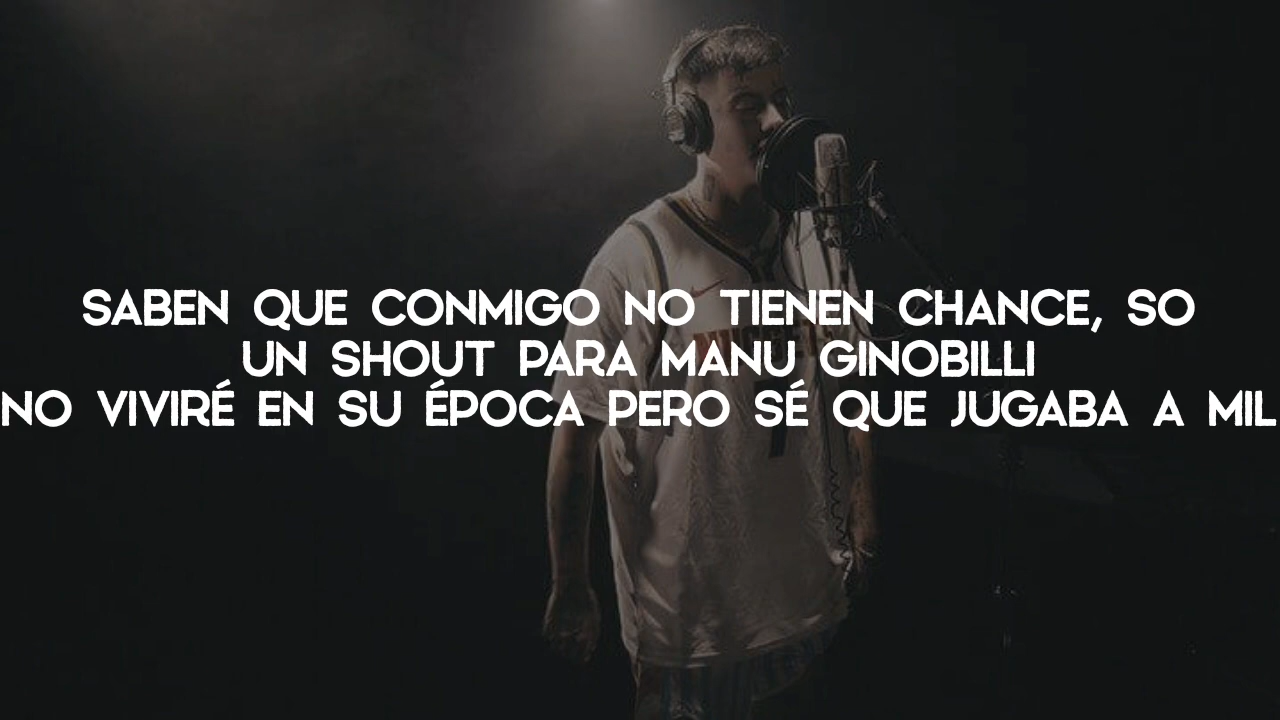 SABEN QUE CONMIGO NO TIENEN CHANCE, SO
UN SHOUT PARA MANU GINOBILLI
NO VIVIRÉ EN SU ÉPOCA PERO SÉ QUE JUGABA A MIL